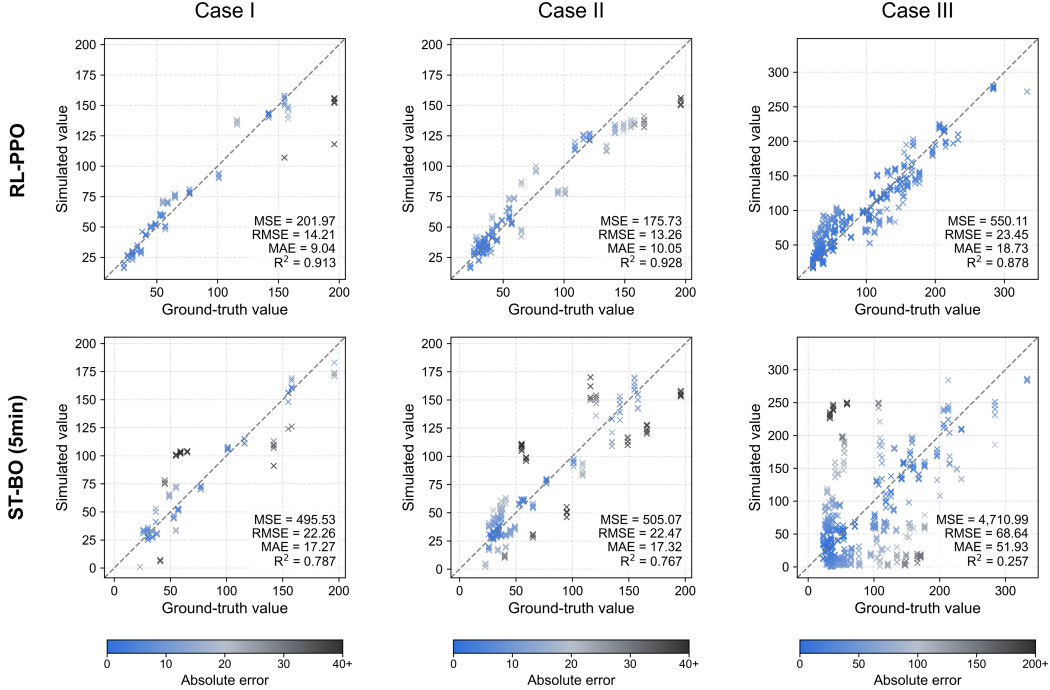 Case I
Case II
Case III
RL-PPO
Simulated value
200
175
150
125
100
75
50
25
MSE = 201.97
RMSE = 14.21
MAE = 9.04
R² = 0.913
50
100
150
200
Ground-truth value
Simulated value
200
175
150
125
100
75
50
25
MSE = 175.73
RMSE = 13.26
MAE = 10.05
R² = 0.928
50
100
150
200
Ground-truth value
Simulated value
300
250
200
150
100
50
MSE = 550.11
RMSE = 23.45
MAE = 18.73
R² = 0.878
100
200
300
Ground-truth value
ST-BO (5min)
Simulated value
200
175
150
125
100
75
50
25
0
MSE = 495.53
RMSE = 22.26
MAE = 17.27
R² = 0.787
0
50
100
150
200
Ground-truth value
Simulated value
200
175
150
125
100
75
50
25
0
MSE = 505.07
RMSE = 22.47
MAE = 17.32
R² = 0.767
0
50
100
150
200
Ground-truth value
Simulated value
300
250
200
150
100
50
0
MSE = 4,710.99
RMSE = 68.64
MAE = 51.93
R² = 0.257
0
100
200
300
Ground-truth value
0
10
20
30
40+
Absolute error
0
10
20
30
40+
Absolute error
0
50
100
150
200+
Absolute error